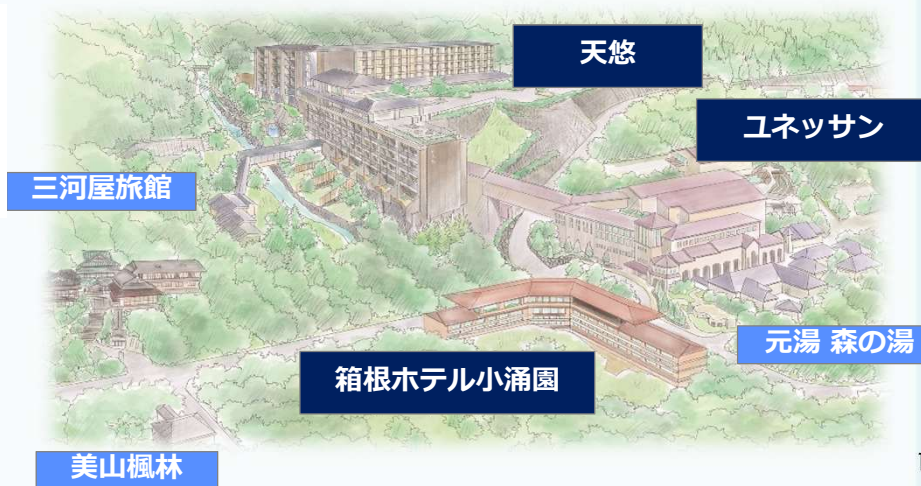 天悠
ユネッサン
三河屋旅館
元湯 森の湯
箱根ホテル小涌園
美山楓林